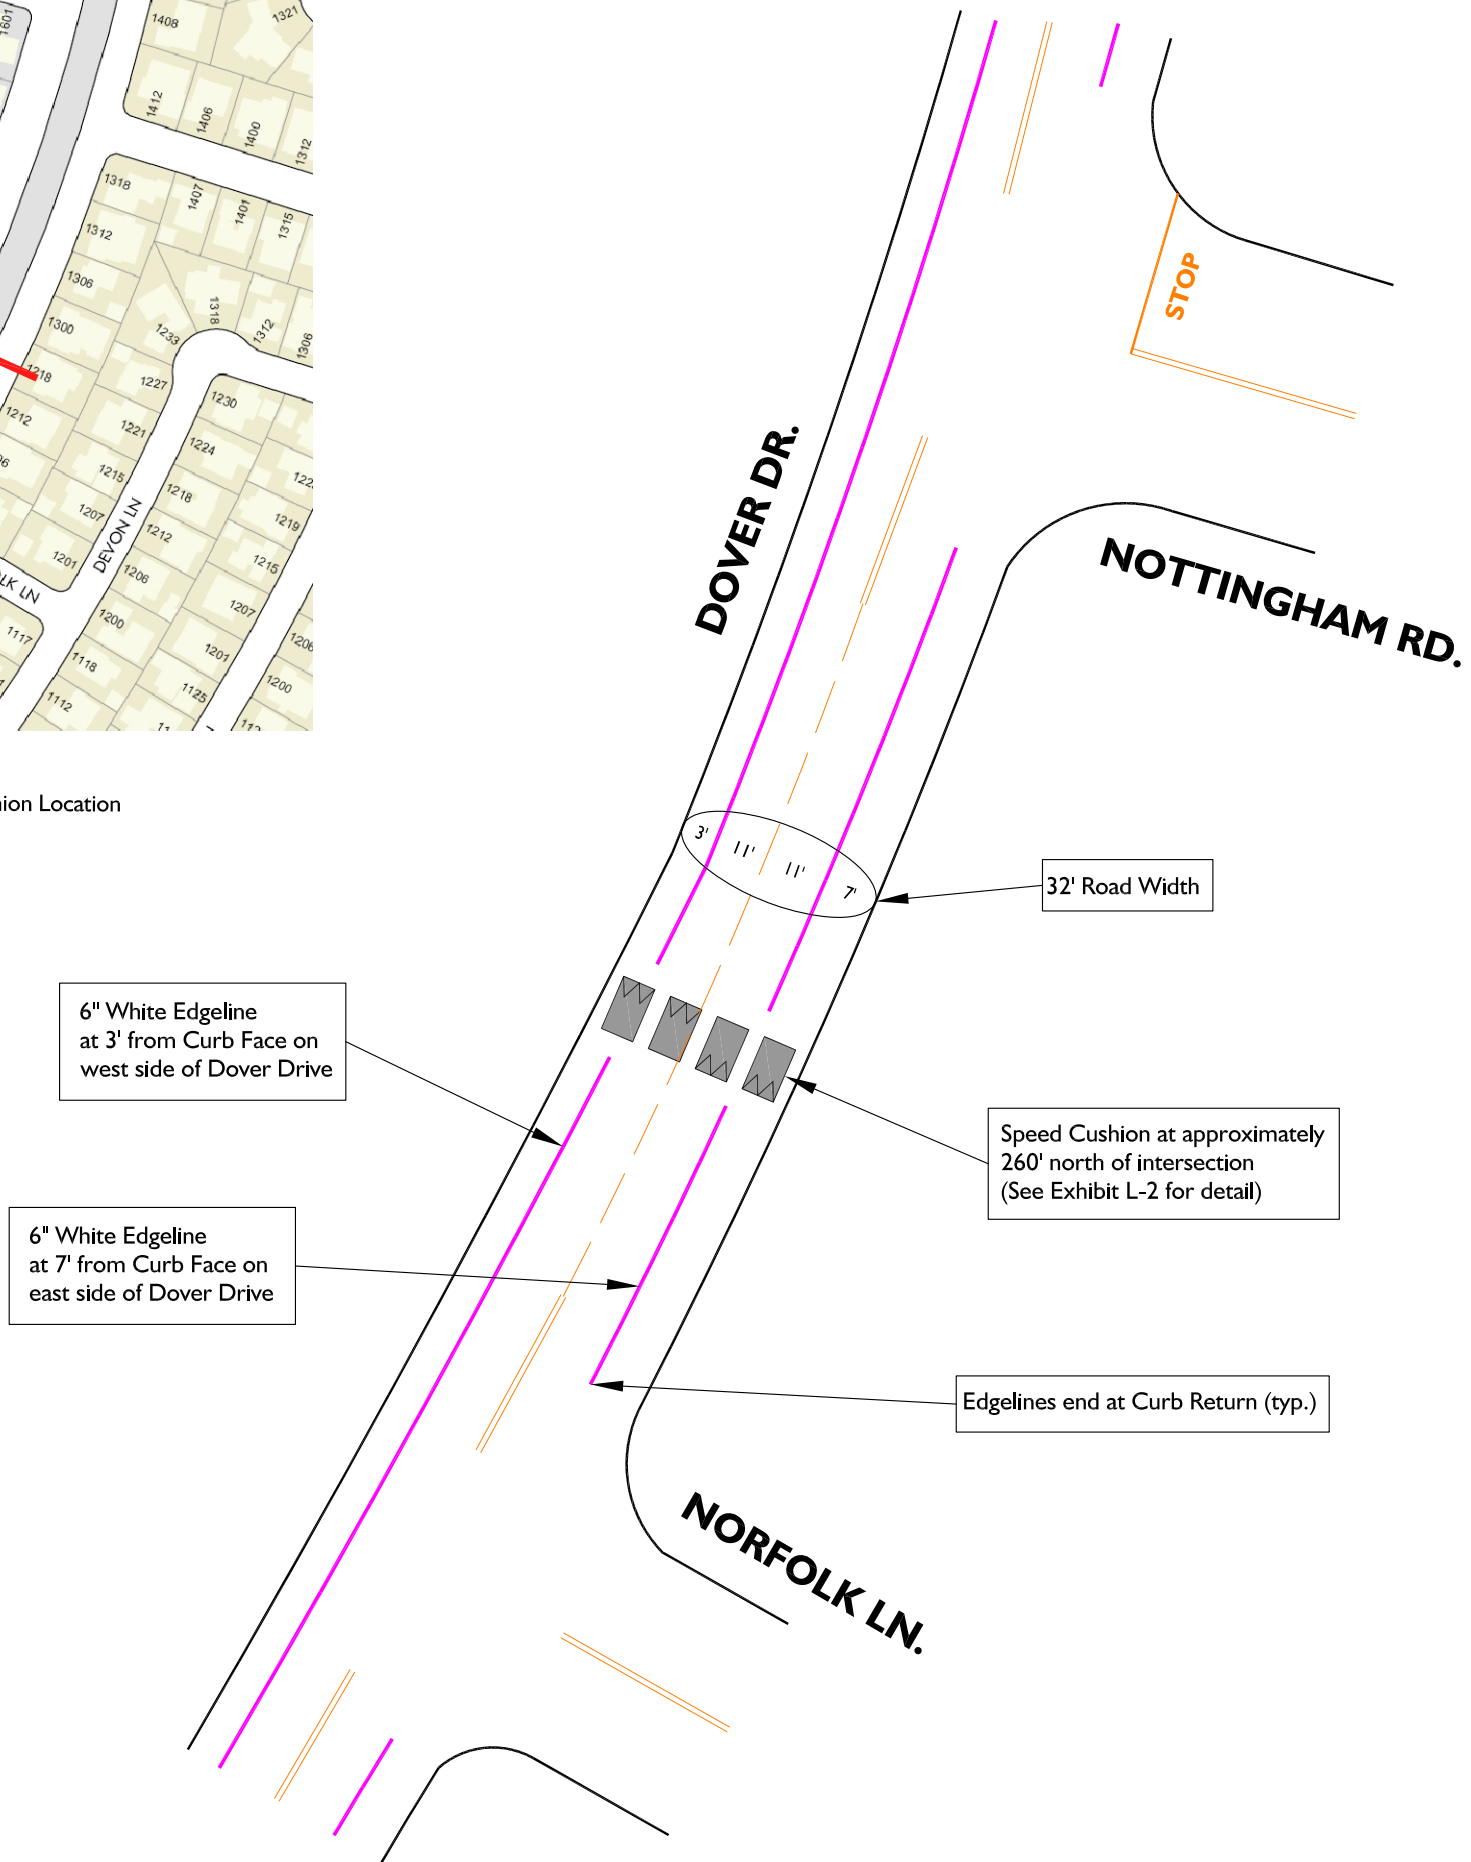 1601
1408
1321
1412
1406
1400
1312
1318
1407
1401
1315
1312
1306
1318
1312
1306
1300
1233
1218
1227
1230
1212
1221
1224
1215
1218
1207
1219
1212
1201
DEVON LN
1215
LK LN
1206
1207
1117
1200
1201
1206
1118
1125
1200
1112
STOP
DOVER DR.
NOTTINGHAM RD.
ion Location
3'
11'
11'
7'
32' Road Width
6" White Edgeline
at 3' from Curb Face on
west side of Dover Drive
Speed Cushion at approximately
260' north of intersection
(See Exhibit L-2 for detail)
6" White Edgeline
at 7' from Curb Face on
east side of Dover Drive
Edgelines end at Curb Return (typ.)
NORFOLK LN.